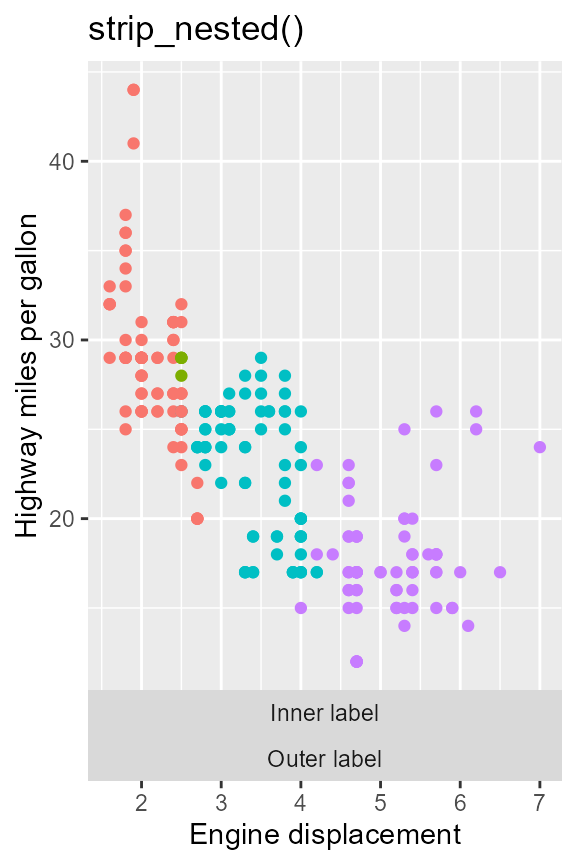 strip_nested()
Highway miles per gallon
40
30
20
Inner label
Outer label
2 3 4 5 6 7
Engine displacement